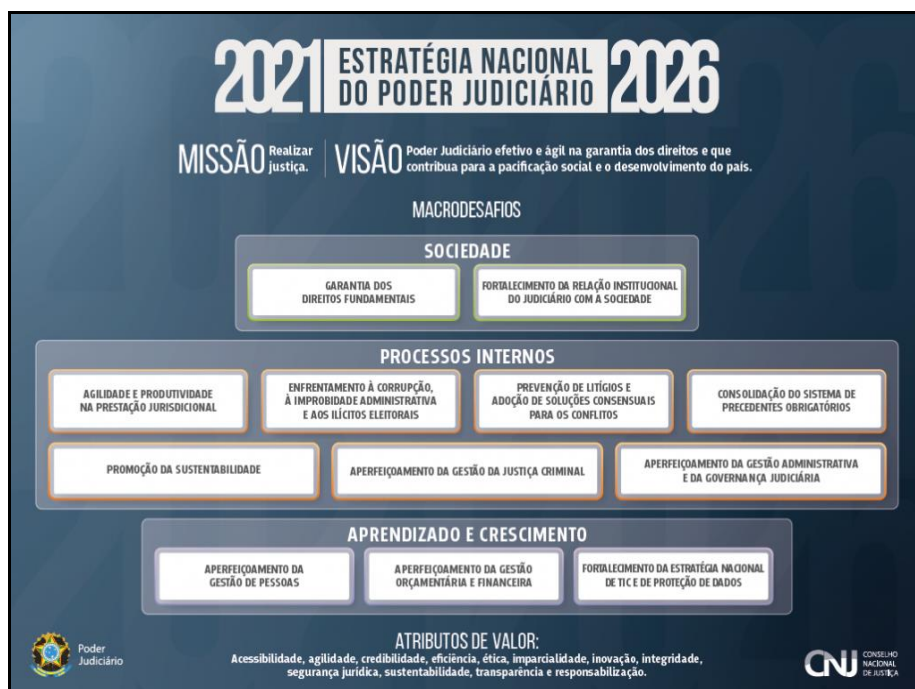 2021 ESTRATÉGIA NACIONAL DO PODER JUDICIÁRIO 2026
MISSÃO Realizar justiça.
VISÃO Poder Judiciário efetivo e ágil na garantia dos direitos e que
contribua para a pacificação social e o desenvolvimento do país.
MACRODESAFIOS
SOCIEDADE
GARANTIA DOS
DIREITOS FUNDAMENTAIS
FORTALECIMENTO DA RELAÇÃO INSTITUCIONAL
DO JUDICIÁRIO COM A SOCIEDADE
PROCESSOS INTERNOS
AGILIDADE E PRODUTIVIDADE
NA PRESTAÇÃO JURISDICIONAL
ENFRENTAMENTO À CORRUPÇÃO,
À IMPROBIDADE ADMINISTRATIVA
E AOS ILÍCITOS ELEITORAIS
PREVENÇÃO DE LITÍGIOS E
ADOÇÃO DE SOLUÇÕES CONSENSUAIS
PARA OS CONFLITOS
CONSOLIDAÇÃO DO SISTEMA DE
PRECEDENTES OBRIGATÓRIOS
PROMOÇÃO DA SUSTENTABILIDADE
APERFEIÇOAMENTO DA GESTÃO DA JUSTIÇA CRIMINAL
APERFEIÇOAMENTO DA GESTÃO ADMINISTRATIVA
E DA GOVERNANÇA JUDICIÁRIA
APRENDIZADO E CRESCIMENTO
APERFEIÇOAMENTO DA
GESTÃO DE PESSOAS
APERFEIÇOAMENTO DA GESTÃO
ORÇAMENTÁRIA E FINANCEIRA
FORTALECIMENTO DA ESTRATÉGIA NACIONAL
DE TIC E DE PROTEÇÃO DE DADOS
Poder
Judiciário
ATRIBUTOS DE VALOR:
Acessibilidade, agilidade, credibilidade, eficiência, ética, imparcialidade, inovação, integridade,
segurança jurídica, sustentabilidade, transparência e responsabilização.
CNJ
CONSELHO
NACIONAL
DE JUSTIÇA